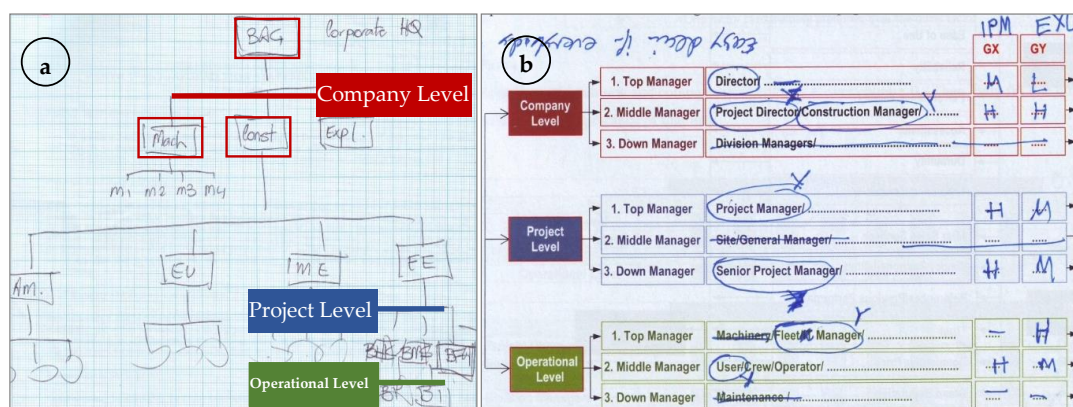 a
BAG
Corporate HQ
Company Level
Mach
Const
Expl.
m1 m2 m3 m4
Am.
EU
ME
FE
Project Level
Operational Level
b
Easy decin if everybody
IPM
GX GY
Company Level
1. Top Manager Director/ M L
2. Middle Manager Project Director/Construction Manager/ Y H H
3. Down Manager Division Managers/
Project Level
X
1. Top Manager Project Manager/ H M
2. Middle Manager Site/General Manager/
3. Down Manager Senior Project Manager/ H M
Operational Level
Y
1. Top Manager Machinery/Fleet Manager/ – H
2. Middle Manager User/Crew/Operator/ H M
3. Down Manager Maintenance / – –